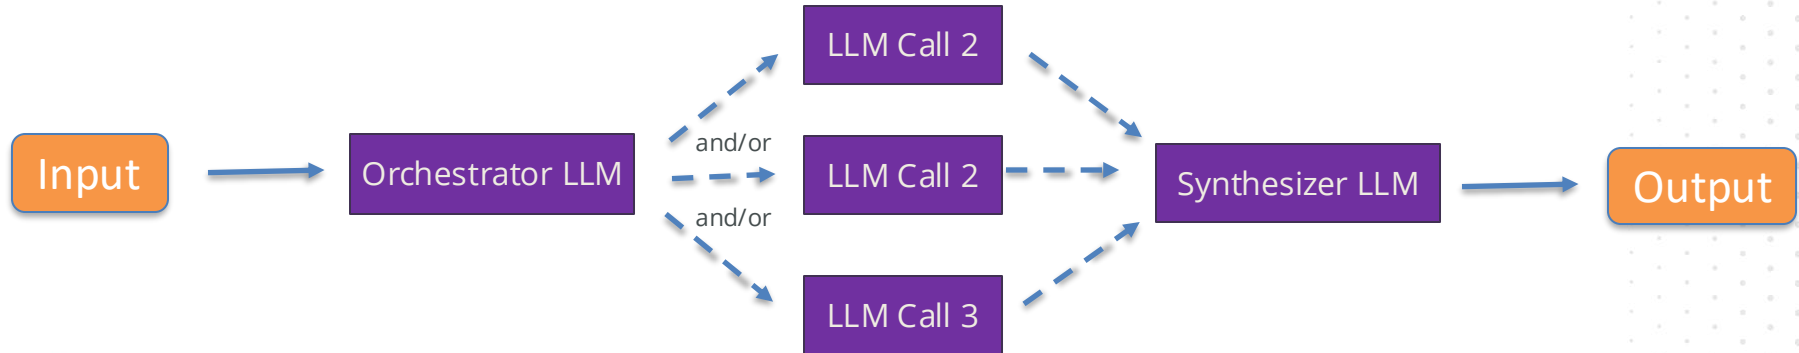 Input
Orchestrator LLM
and/or
and/or
LLM Call 2
LLM Call 2
LLM Call 3
Synthesizer LLM
Output